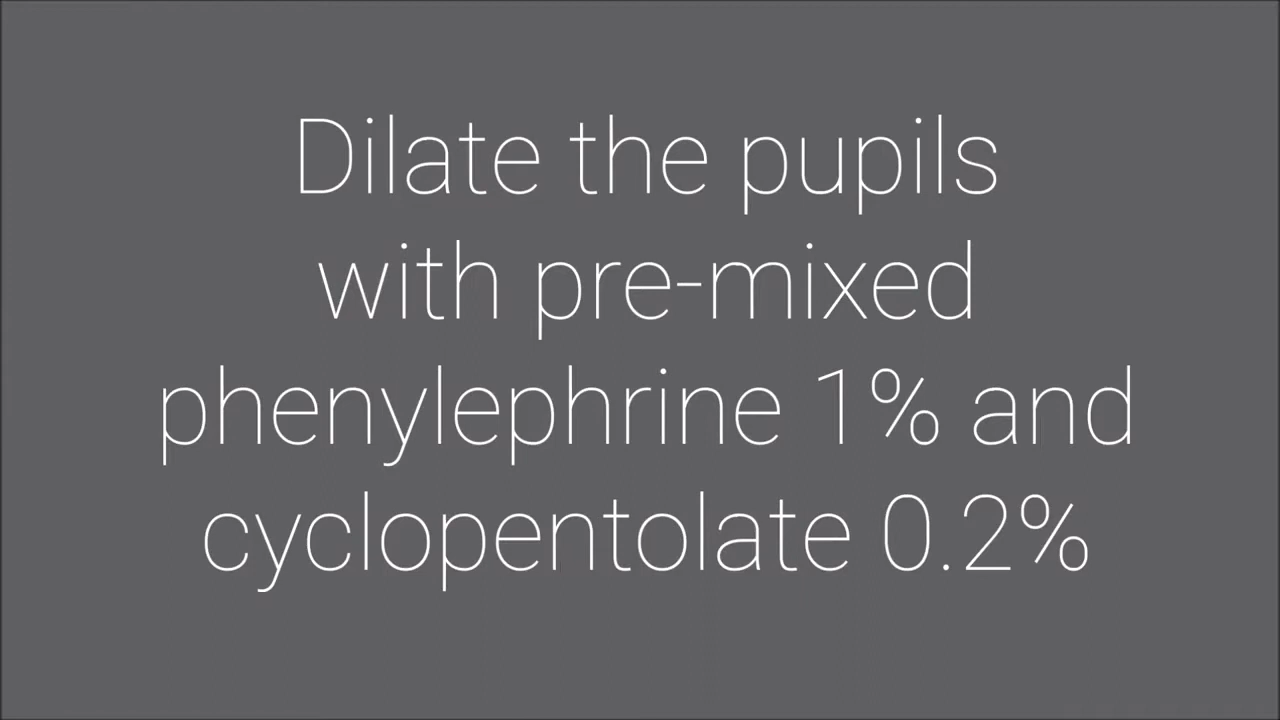 Dilate the pupils
with pre-mixed
phenylephrine 1% and
cyclopentolate 0.2%